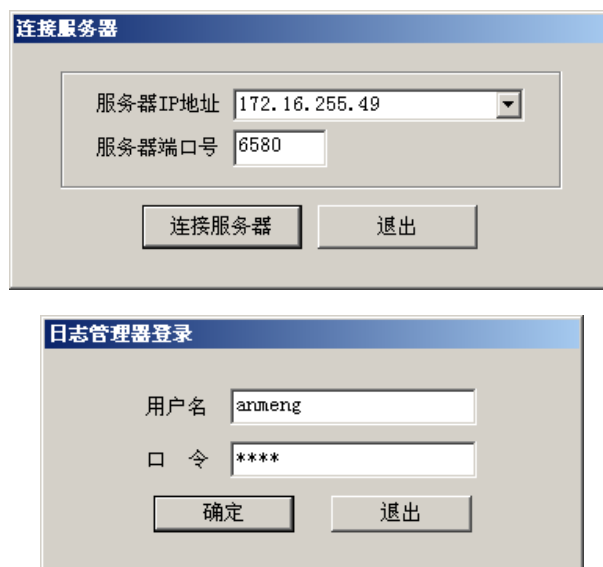 连接服务器
服务器IP地址 172.16.255.49
服务器端口号 6580
连接服务器 退出
日志管理器登录
用户名 anmeng
口 令 ****
确定 退出